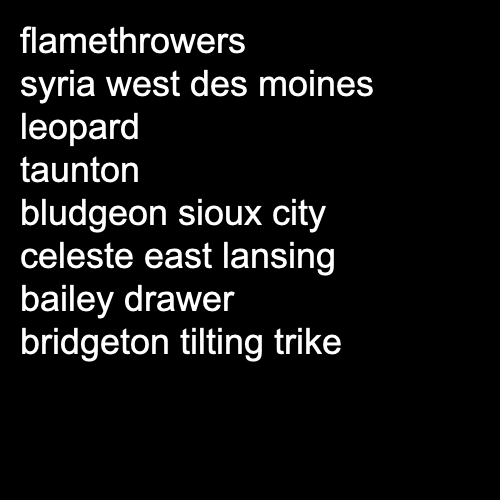 flamethrowers
syria west des moines
leopard
taunton
bludgeon sioux city
celeste east lansing
bailey drawer
bridgeton tilting trike